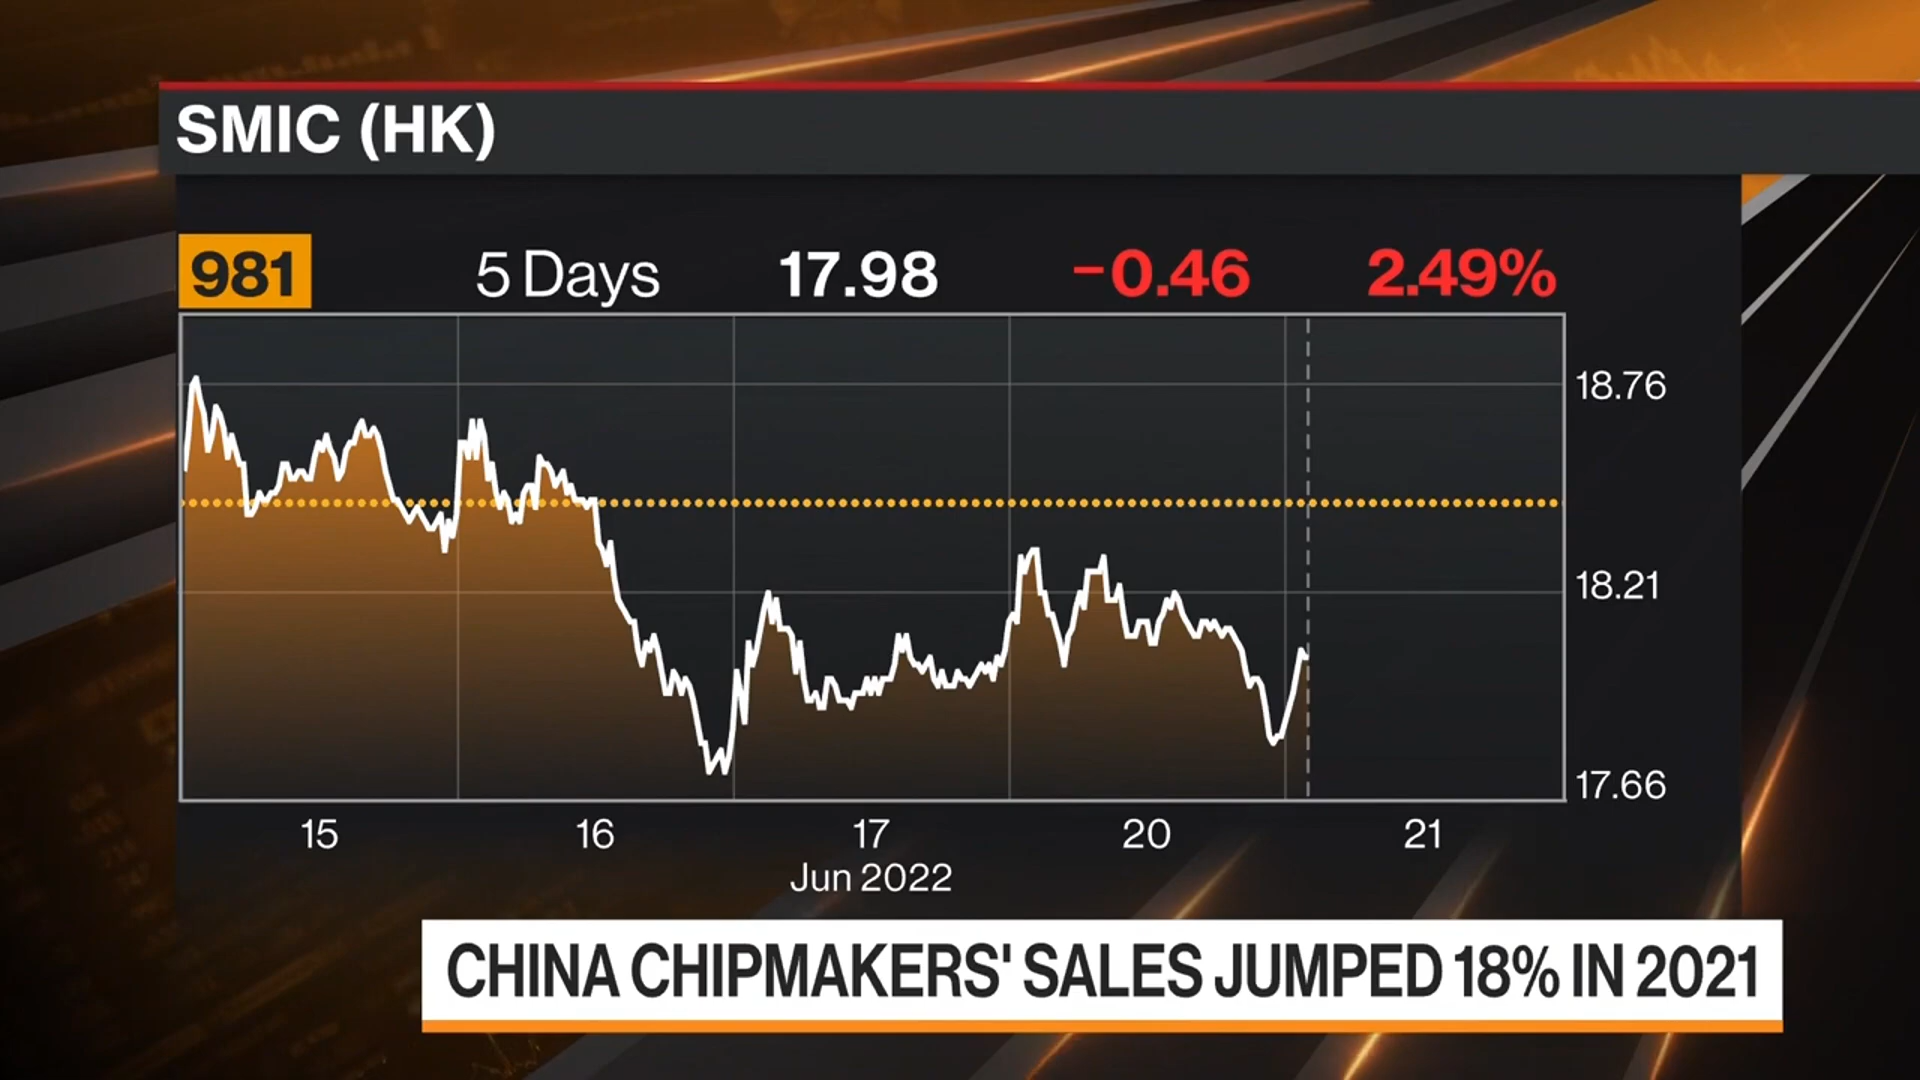 SMIC (HK)
981 5 Days 17.98 -0.46 2.49%
18.76
18.21
17.66
15 16 17 20 21
Jun 2022
CHINA CHIPMAKERS' SALES JUMPED 18% IN 2021